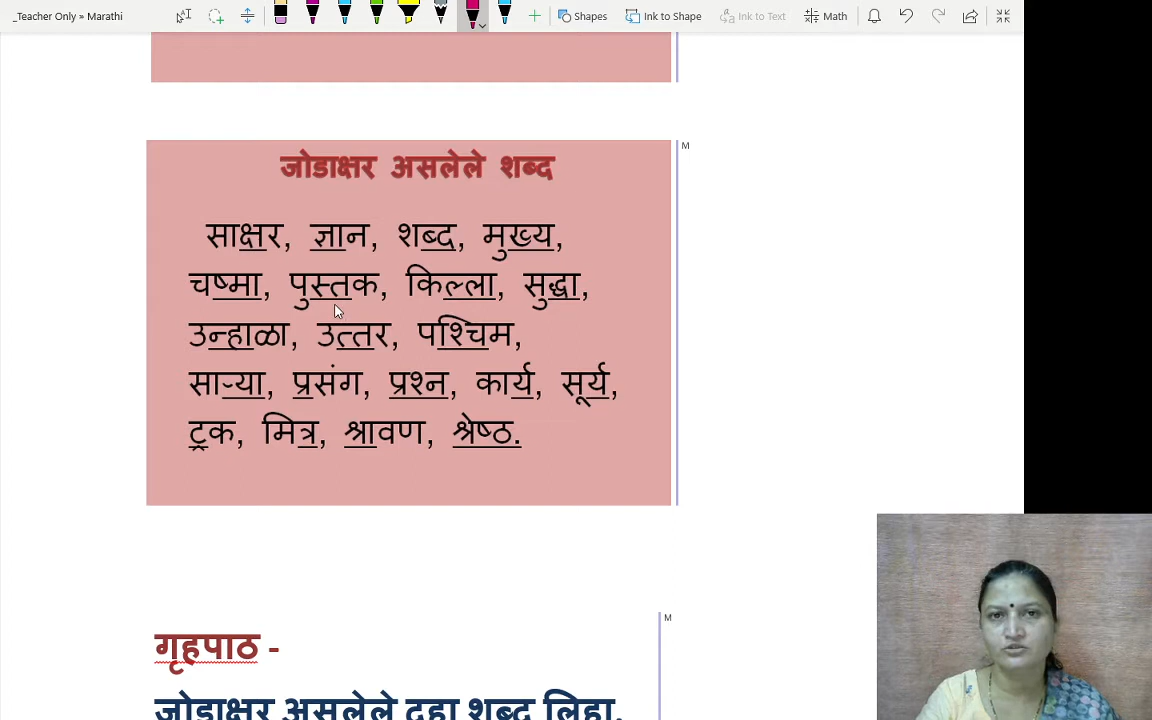 _Teacher Only » Marathi
Shapes Ink to Shape Ink to Text Math
जोडाक्षर असलेले शब्द
M
साक्षर, ज्ञान, शब्द, मुख्य,
चष्मा, पुस्तक, किल्ला, सुद्धा,
उन्हाळा, उत्तर, पश्चिम,
साऱ्या, प्रसंग, प्रश्न, कार्य, सूर्य,
ट्रक, मित्र, श्रावण, श्रेष्ठ.
M
गृहपाठ -
जोडाक्षर असलेले दहा शब्द लिहा.